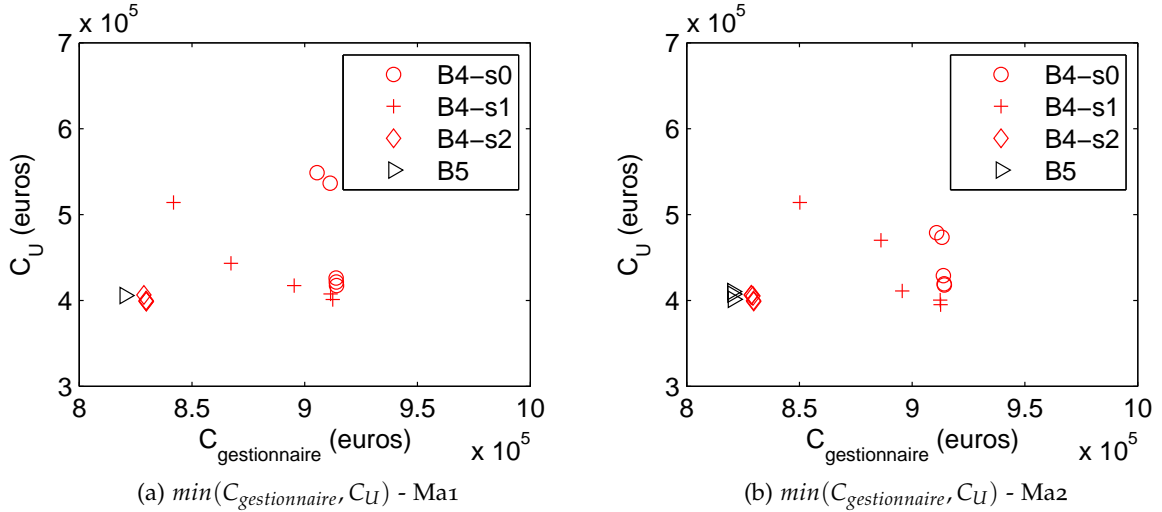 x 10^5
7
6
5
4
3
C_U (euros)
B4-s0
B4-s1
B4-s2
B5
8 8.5 9 9.5 10
C_gestionnaire (euros)
x 10^5
(a) min(C_gestionnaire, C_U) - Ma1
x 10^5
7
6
5
4
3
C_U (euros)
B4-s0
B4-s1
B4-s2
B5
8 8.5 9 9.5 10
C_gestionnaire (euros)
x 10^5
(b) min(C_gestionnaire, C_U) - Ma2